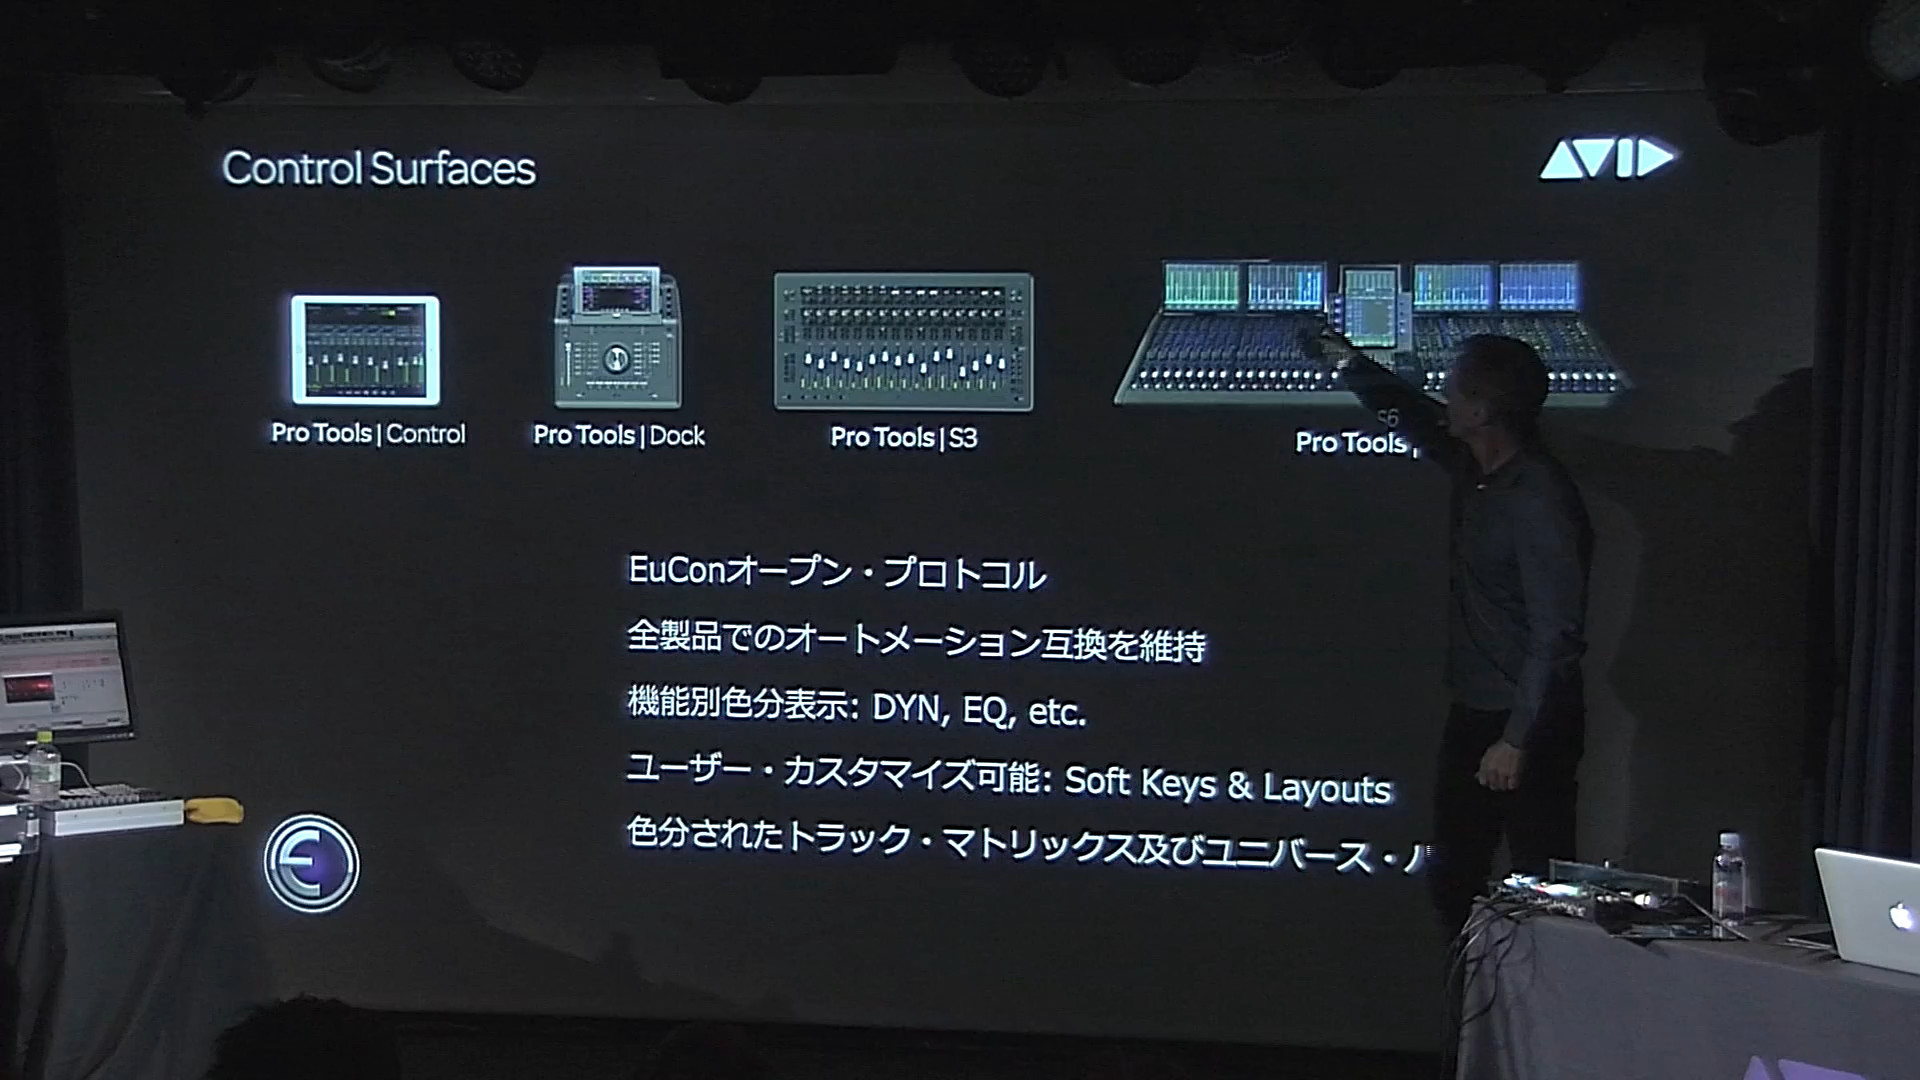 Control Surfaces
AVID
Pro Tools | Control
Pro Tools | Dock
Pro Tools | S3
Pro Tools |
S6
EuConオープン・プロトコル
全製品でのオートメーション互換を維持
機能別色分表示: DYN, EQ, etc.
ユーザー・カスタマイズ可能: Soft Keys & Layouts
色分されたトラック・マトリックス及びユニバース・